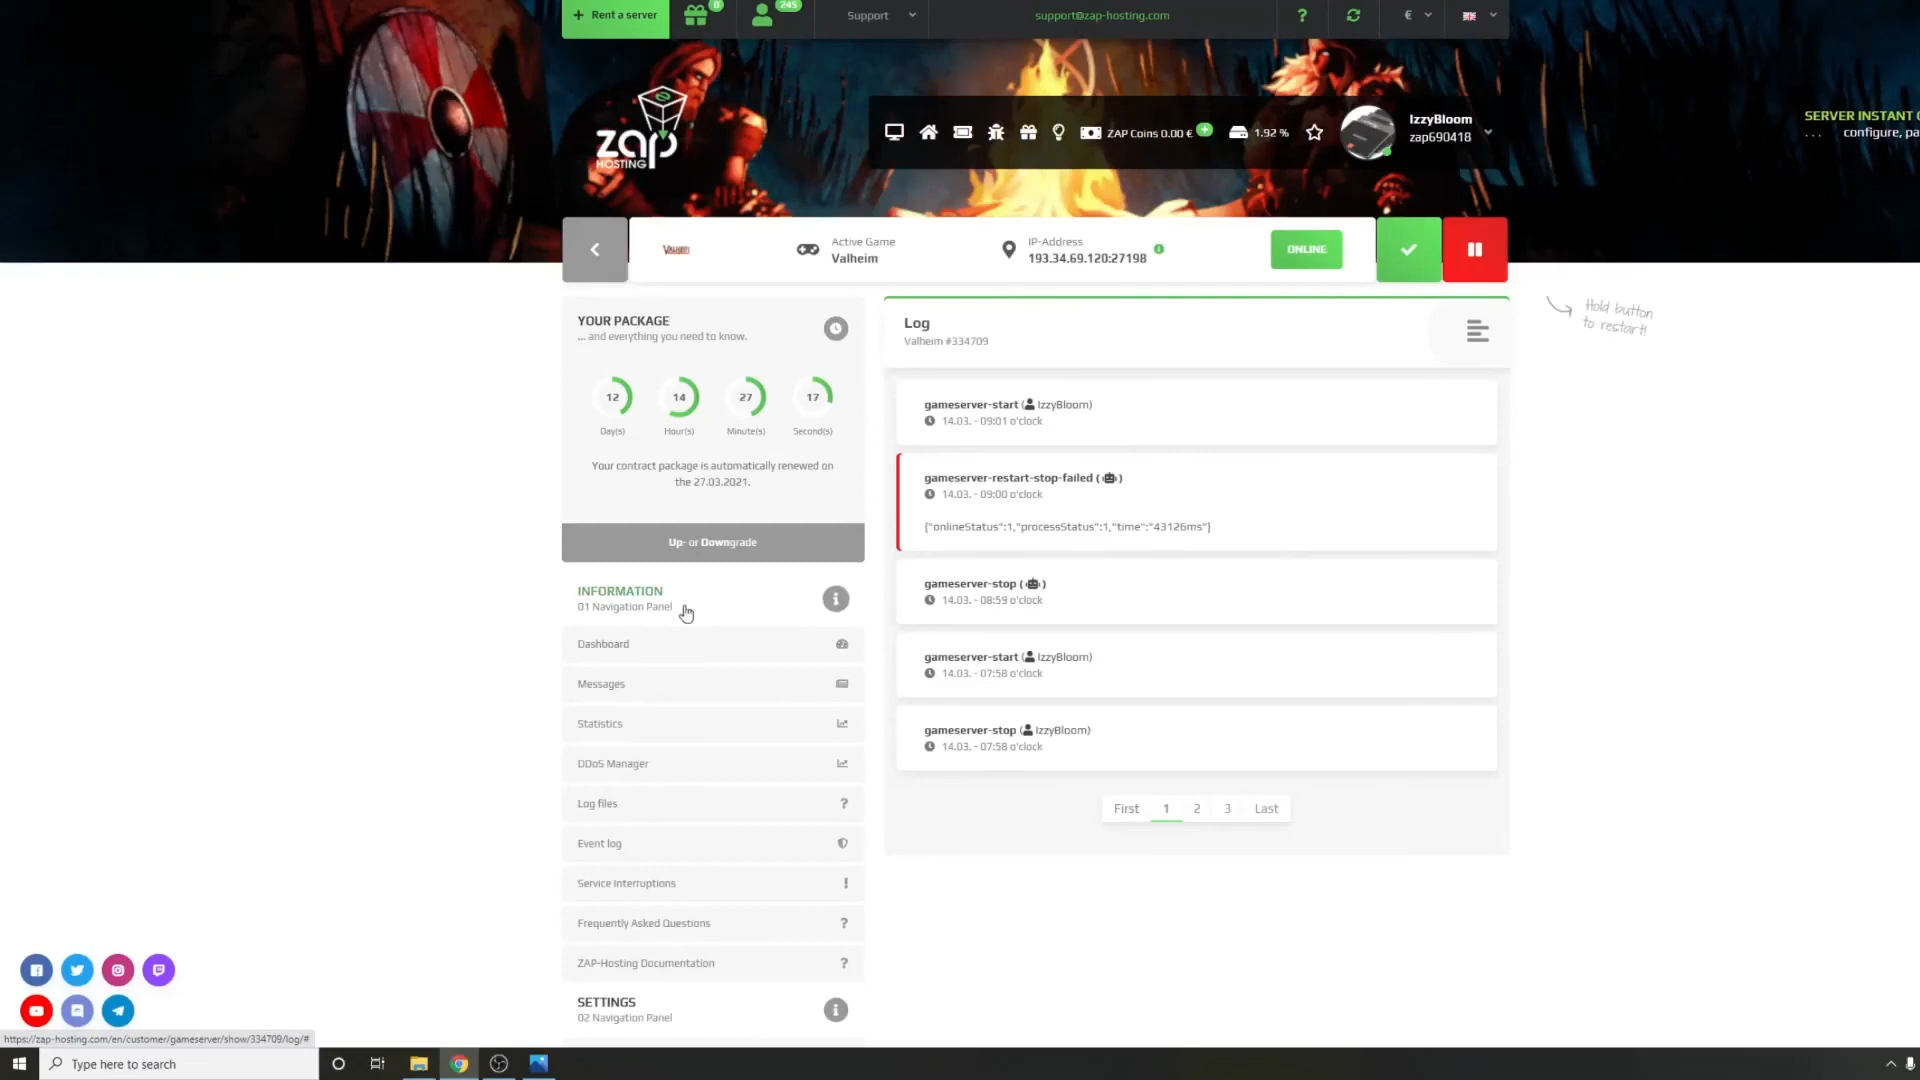 Rent a server
0
245
Support
support@zap-hosting.com
?
€
zap
HOSTING
ZAP Coins 0.00 €
1.92 %
IzzyBloom
zap690418
SERVER INSTANT
. . . configure, pa
VALHEIM
Active Game
Valheim
IP-Address
193.34.69.120:27198
ONLINE
Hold button
to restart!
YOUR PACKAGE
... and everything you need to know.
12
14
27
17
Day(s)
Hour(s)
Minute(s)
Second(s)
Your contract package is automatically renewed on
the 27.03.2021.
Up- or Downgrade
INFORMATION
01 Navigation Panel
Dashboard
Messages
Statistics
DDoS Manager
Log files
?
Event log
Service Interruptions
!
Frequently Asked Questions
?
ZAP-Hosting Documentation
?
SETTINGS
02 Navigation Panel
Log
Valheim #334709
gameserver-start ( IzzyBloom)
14.03. - 09:01 o'clock
gameserver-restart-stop-failed ( )
14.03. - 09:00 o'clock
{"onlineStatus":1,"processStatus":1,"time":"43126ms"}
gameserver-stop ( )
14.03. - 08:59 o'clock
gameserver-start ( IzzyBloom)
14.03. - 07:58 o'clock
gameserver-stop ( IzzyBloom)
14.03. - 07:58 o'clock
First 1 2 3 Last
https://zap-hosting.com/en/customer/gameserver/show/334709/log/#
Type here to search